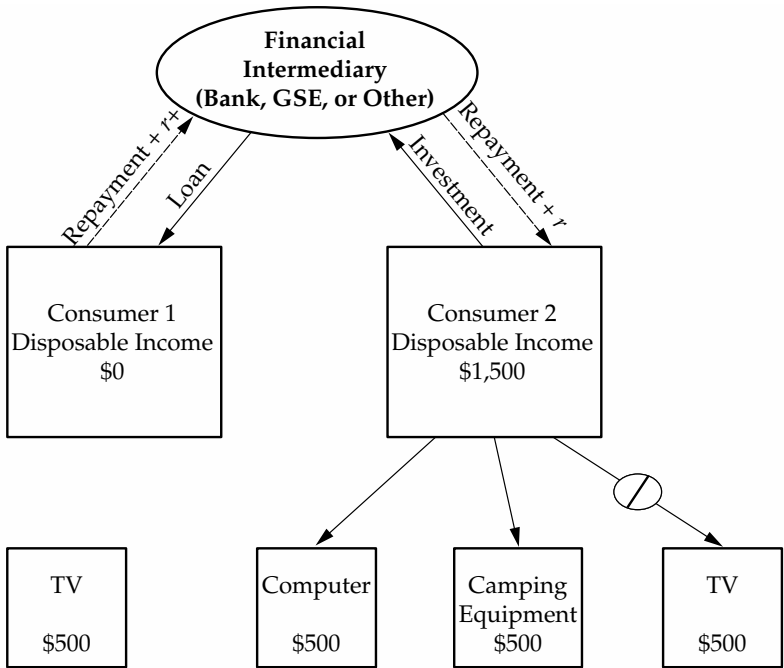 Financial
Intermediary
(Bank, GSE, or Other)
Repayment + r+
Loan
Investment
Repayment + r
Consumer 1
Disposable Income
$0
Consumer 2
Disposable Income
$1,500
TV
$500
Computer
$500
Camping
Equipment
$500
TV
$500